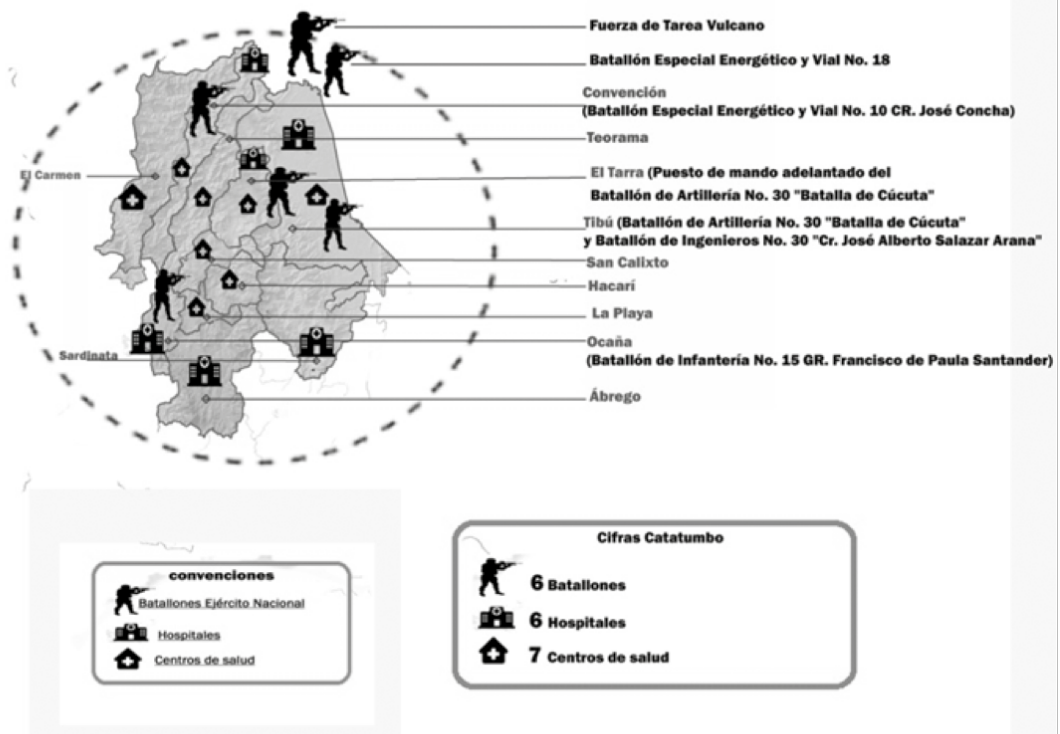 Fuerza de Tarea Vulcano
Batallón Especial Energético y Vial No. 18
Convención
(Batallón Especial Energético y Vial No. 10 CR. José Concha)
Teorama
El Carmen
El Tarra (Puesto de mando adelantado del
Batallón de Artillería No. 30 "Batalla de Cúcuta"
Tibú (Batallón de Artillería No. 30 "Batalla de Cúcuta"
y Batallón de Ingenieros No. 30 "Cr. José Alberto Salazar Arana"
San Calixto
Hacarí
La Playa
Ocaña
Sardinata
(Batallón de Infantería No. 15 GR. Francisco de Paula Santander)
Ábrego
convenciones
Batallones Ejército Nacional
Hospitales
Centros de salud
Cifras Catatumbo
6 Batallones
6 Hospitales
7 Centros de salud